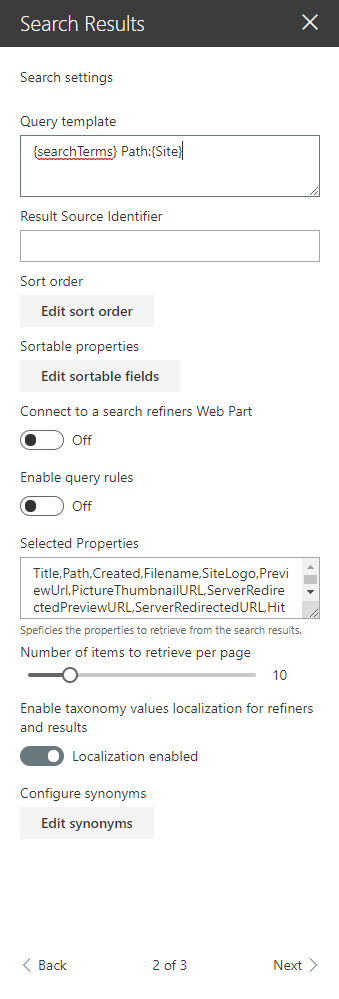 Search Results
Search settings
Query template
{searchTerms} Path:{Site}
Result Source Identifier
Sort order
Edit sort order
Sortable properties
Edit sortable fields
Connect to a search refiners Web Part
Off
Enable query rules
Off
Selected Properties
Title,Path,Created,Filename,SiteLogo,Previ
ewUrl,PictureThumbnailURL,ServerRedire
ctedPreviewURL,ServerRedirectedURL,Hit
Speficies the properties to retrieve from the search results.
Number of items to retrieve per page
10
Enable taxonomy values localization for refiners
and results
Localization enabled
Configure synonyms
Edit synonyms
Back 2 of 3 Next